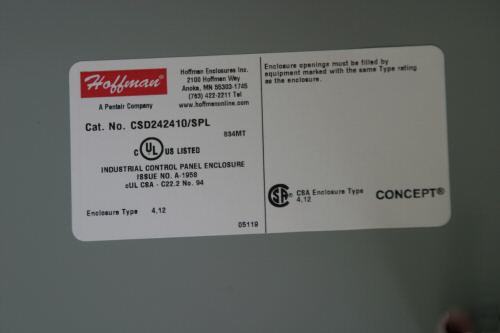 Hoffman®
A Pentair Company
Hoffman Enclosures Inc.
2100 Hoffman Way
Anoka, MN 55303-1745
(763) 422-2211 Tel
www.hoffmanonline.com
Cat. No. CSD242410/SPL
834MT
c UL US LISTED
INDUSTRIAL CONTROL PANEL ENCLOSURE
ISSUE NO. A-1958
cUL CSA - C22.2 No. 94
Enclosure Type 4,12
05119
Enclosure openings must be filled by
equipment marked with the same Type rating
as the enclosure.
SA® CSA Enclosure Type
4,12
CONCEPT®